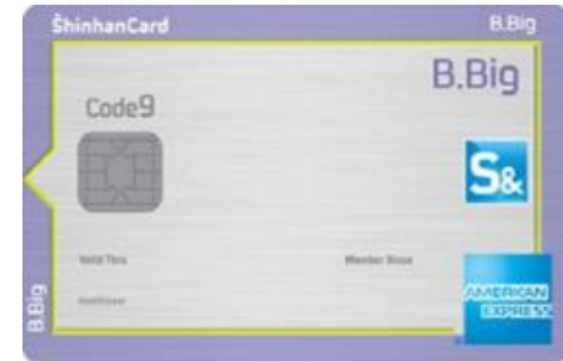 ShinhanCard
B.Big
B.Big
Code9
S&
Valid Thru
Member Since
AMERICAN
EXPRESS
B.Big